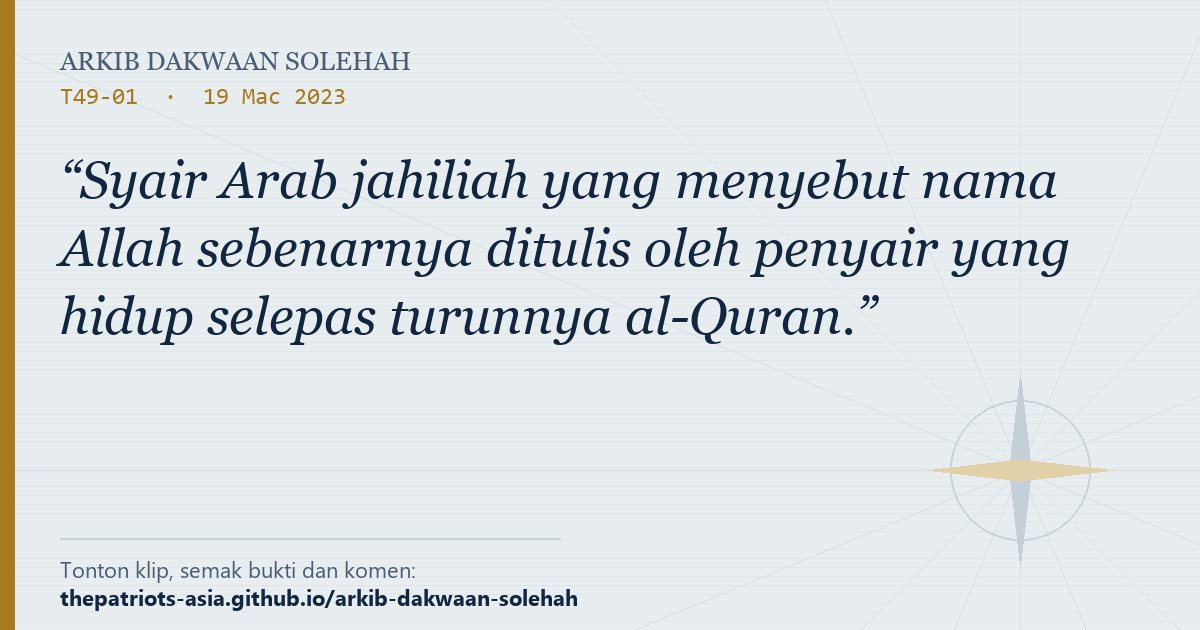 ARKIB DAKWAAN SOLEHAH
T49-01 · 19 Mac 2023
“Syair Arab jahiliah yang menyebut nama
Allah sebenarnya ditulis oleh penyair yang
hidup selepas turunnya al-Quran.”
Tonton klip, semak bukti dan komen:
thepatriots-asia.github.io/arkib-dakwaan-solehah